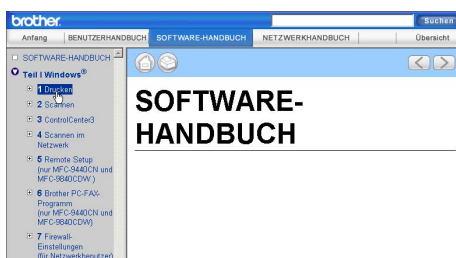 brother.
Suchen
Anfang
BENUTZERHANDBUCH
SOFTWARE-HANDBUCH
NETZWERKHANDBUCH
Übersicht
SOFTWARE-HANDBUCH
Teil I Windows®
1 Drucken
2 Scannen
3 ControlCenter3
4 Scannen im
Netzwerk
5 Remote Setup
(nur MFC-9440CN und
MFC-9840CDW )
6 Brother PC-FAX-
Programm
(nur MFC-9440CN und
MFC-9840CDW)
7 Firewall-
Einstellungen
(für Netzwerkbenutzer)
SOFTWARE-
HANDBUCH